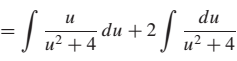 = ∫ u / (u² + 4) du + 2 ∫ du / (u² + 4)